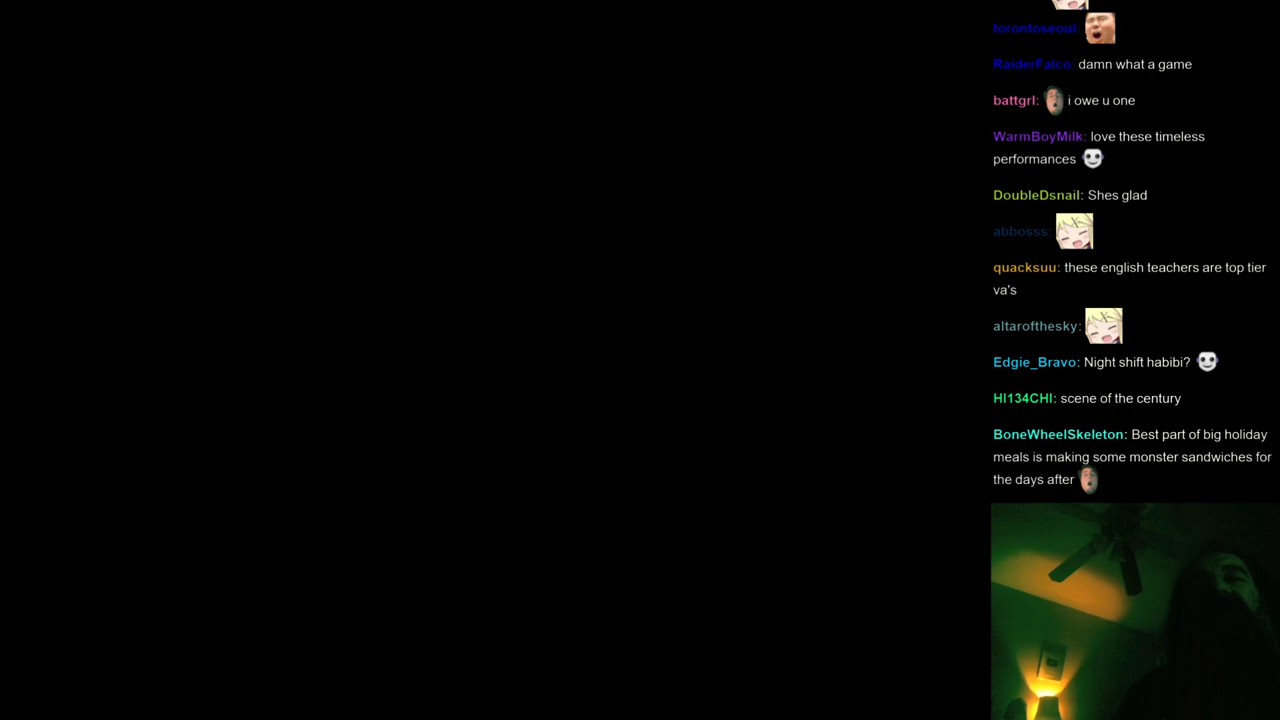 torontoseoul
RaiderFalco: damn what a game
battgrl: i owe u one
WarmBoyMilk: love these timeless
performances
DoubleDsnail: Shes glad
abbosss:
quacksuu: these english teachers are top tier
va's
altarofthesky:
Edgie_Bravo: Night shift habibi?
HI134CHI: scene of the century
BoneWheelSkeleton: Best part of big holiday
meals is making some monster sandwiches for
the days after